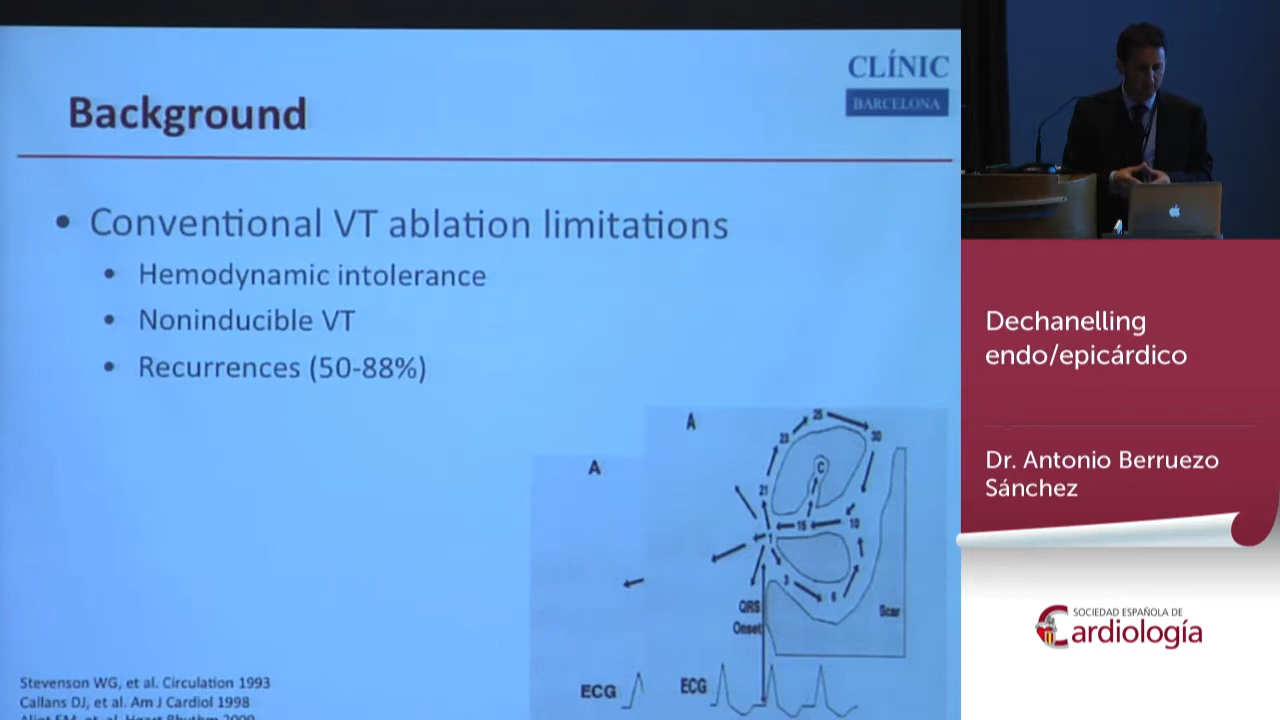 CLÍNIC
BARCELONA
Background
• Conventional VT ablation limitations
• Hemodynamic intolerance
• Noninducible VT
• Recurrences (50-88%)
A
A
25
23
30
C
21
15
10
1
3
6
QRS
Onset
Scar
ECG
ECG
Stevenson WG, et al. Circulation 1993
Callans DJ, et al. Am J Cardiol 1998
Dechanelling
endo/epicárdico
Dr. Antonio Berruezo
Sánchez
SOCIEDAD ESPAÑOLA DE
Cardiología